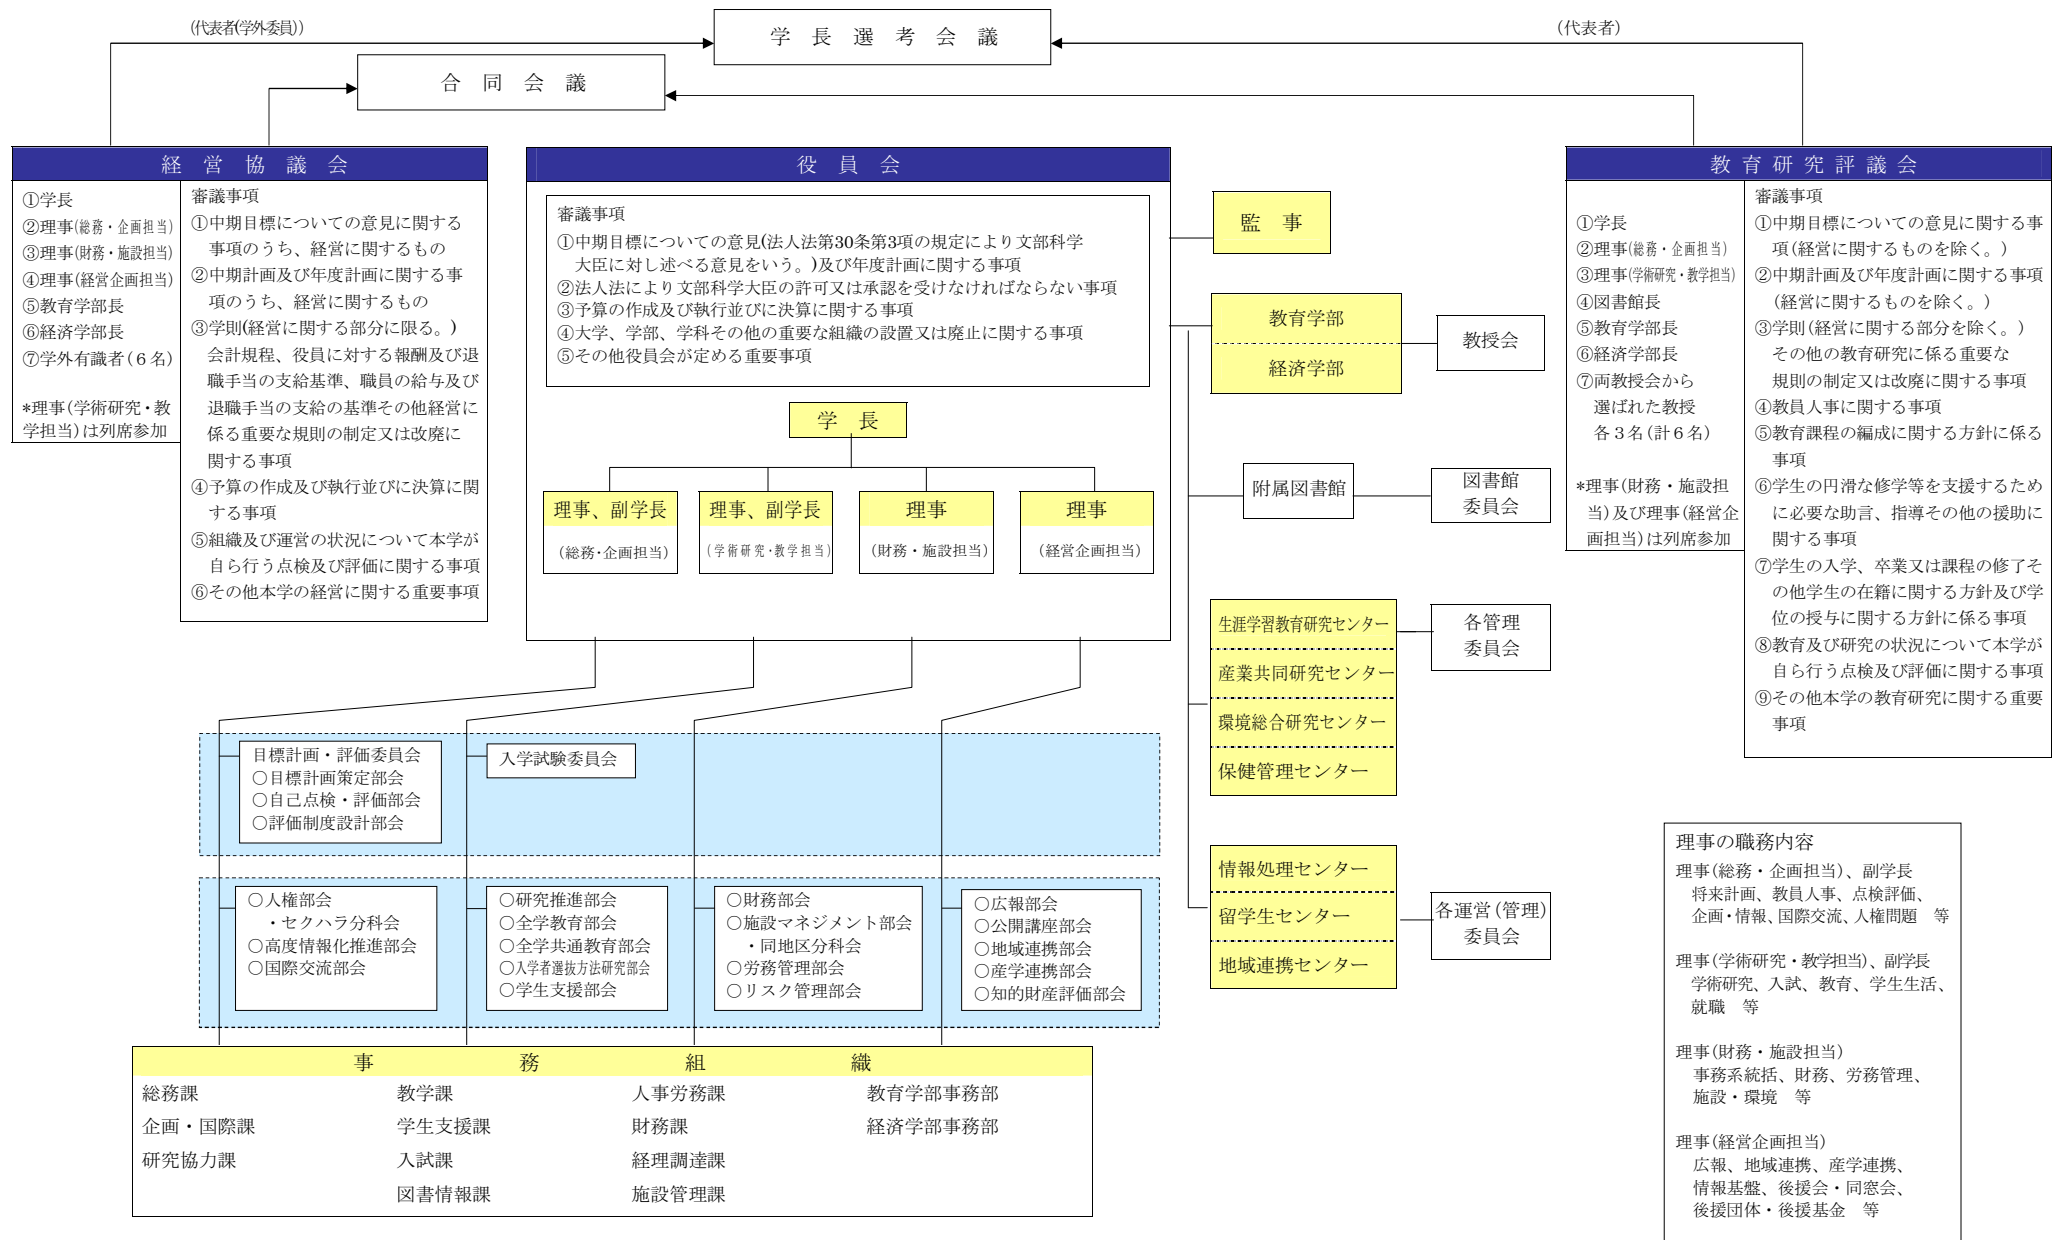 (代表者(学外委員))
学長選考会議
(代表者)
合同会議
経営協議会
①学長
②理事(総務・企画担当)
③理事(財務・施設担当)
④理事(経営企画担当)
⑤教育学部長
⑥経済学部長
⑦学外有識者(6名)
*理事(学術研究・教
学担当)は列席参加
審議事項
①中期目標についての意見に関する
事項のうち、経営に関するもの
②中期計画及び年度計画に関する事
項のうち、経営に関するもの
③学則(経営に関する部分に限る。)
会計規程、役員に対する報酬及び退
職手当の支給基準、職員の給与及び
退職手当の支給の基準その他経営に
係る重要な規則の制定又は改廃に
関する事項
④予算の作成及び執行並びに決算に関
する事項
⑤組織及び運営の状況について本学が
自ら行う点検及び評価に関する事項
⑥その他本学の経営に関する重要事項
役員会
審議事項
①中期目標についての意見(法人法第30条第3項の規定により文部科学
大臣に対し述べる意見をいう。)及び年度計画に関する事項
②法人法により文部科学大臣の許可又は承認を受けなければならない事項
③予算の作成及び執行並びに決算に関する事項
④大学、学部、学科その他の重要な組織の設置又は廃止に関する事項
⑤その他役員会が定める重要事項
学長
理事、副学長
(総務・企画担当)
理事、副学長
(学術研究・教学担当)
理事
(財務・施設担当)
理事
(経営企画担当)
監事
教育学部
経済学部
教授会
附属図書館
図書館
委員会
生涯学習教育研究センター
産業共同研究センター
環境総合研究センター
保健管理センター
各管理
委員会
情報処理センター
留学生センター
地域連携センター
各運営(管理)
委員会
教育研究評議会
①学長
②理事(総務・企画担当)
③理事(学術研究・教学担当)
④図書館長
⑤教育学部長
⑥経済学部長
⑦両教授会から
選ばれた教授
各3名(計6名)
*理事(財務・施設担
当)及び理事(経営企
画担当)は列席参加
審議事項
①中期目標についての意見に関する事
項(経営に関するものを除く。)
②中期計画及び年度計画に関する事項
(経営に関するものを除く。)
③学則(経営に関する部分を除く。)
その他の教育研究に係る重要な
規則の制定又は改廃に関する事項
④教員人事に関する事項
⑤教育課程の編成に関する方針に係る
事項
⑥学生の円滑な修学等を支援するため
に必要な助言、指導その他の援助に
関する事項
⑦学生の入学、卒業又は課程の修了そ
の他学生の在籍に関する方針及び学
位の授与に関する方針に係る事項
⑧教育及び研究の状況について本学が
自ら行う点検及び評価に関する事項
⑨その他本学の教育研究に関する重要
事項
目標計画・評価委員会
○目標計画策定部会
○自己点検・評価部会
○評価制度設計部会
入学試験委員会
○人権部会
・セクハラ分科会
○高度情報化推進部会
○国際交流部会
○研究推進部会
○全学教育部会
○全学共通教育部会
○入学者選抜方法研究部会
○学生支援部会
○財務部会
○施設マネジメント部会
・同地区分科会
○労務管理部会
○リスク管理部会
○広報部会
○公開講座部会
○地域連携部会
○産学連携部会
○知的財産評価部会
事務組織
総務課
企画・国際課
研究協力課
教学課
学生支援課
入試課
図書情報課
人事労務課
財務課
経理調達課
施設管理課
教育学部事務部
経済学部事務部
理事の職務内容
理事(総務・企画担当)、副学長
将来計画、教員人事、点検評価、
企画・情報、国際交流、人権問題 等
理事(学術研究・教学担当)、副学長
学術研究、入試、教育、学生生活、
就職 等
理事(財務・施設担当)
事務系統括、財務、労務管理、
施設・環境 等
理事(経営企画担当)
広報、地域連携、産学連携、
情報基盤、後援会・同窓会、
後援団体・後援基金 等